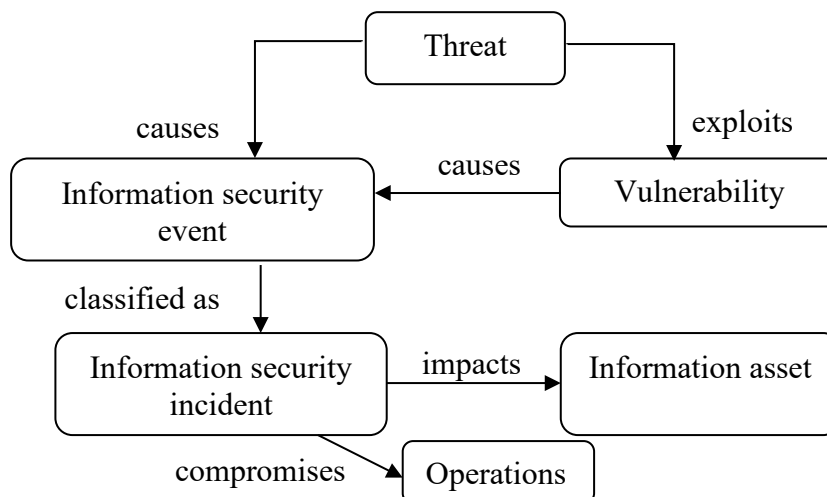 Threat
causes
exploits
Information security
event
causes
Vulnerability
classified as
Information security
incident
impacts
Information asset
compromises
Operations